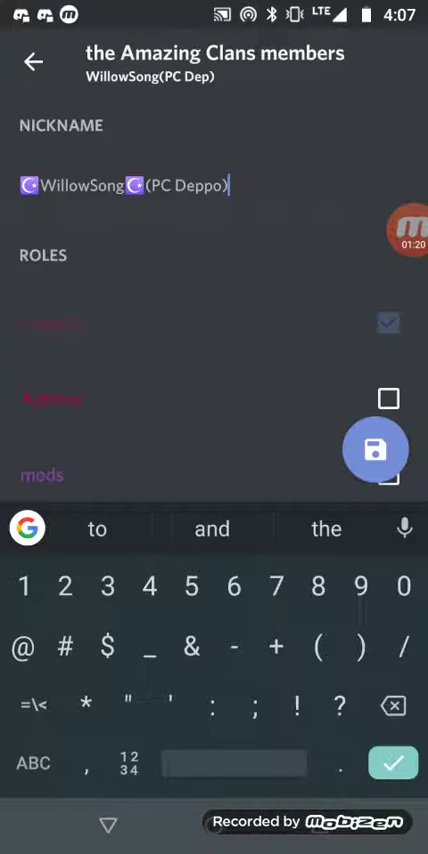 LTE 4:07
the Amazing Clans members
WillowSong(PC Dep)
NICKNAME
☪WillowSong☪(PC Deppo)
01:20
ROLES
Admins
mods
G to and the
1 2 3 4 5 6 7 8 9 0
@ # $ _ & - + ( ) /
=\< * " ' : ; ! ?
ABC , 12 34 .
Recorded by mobizen